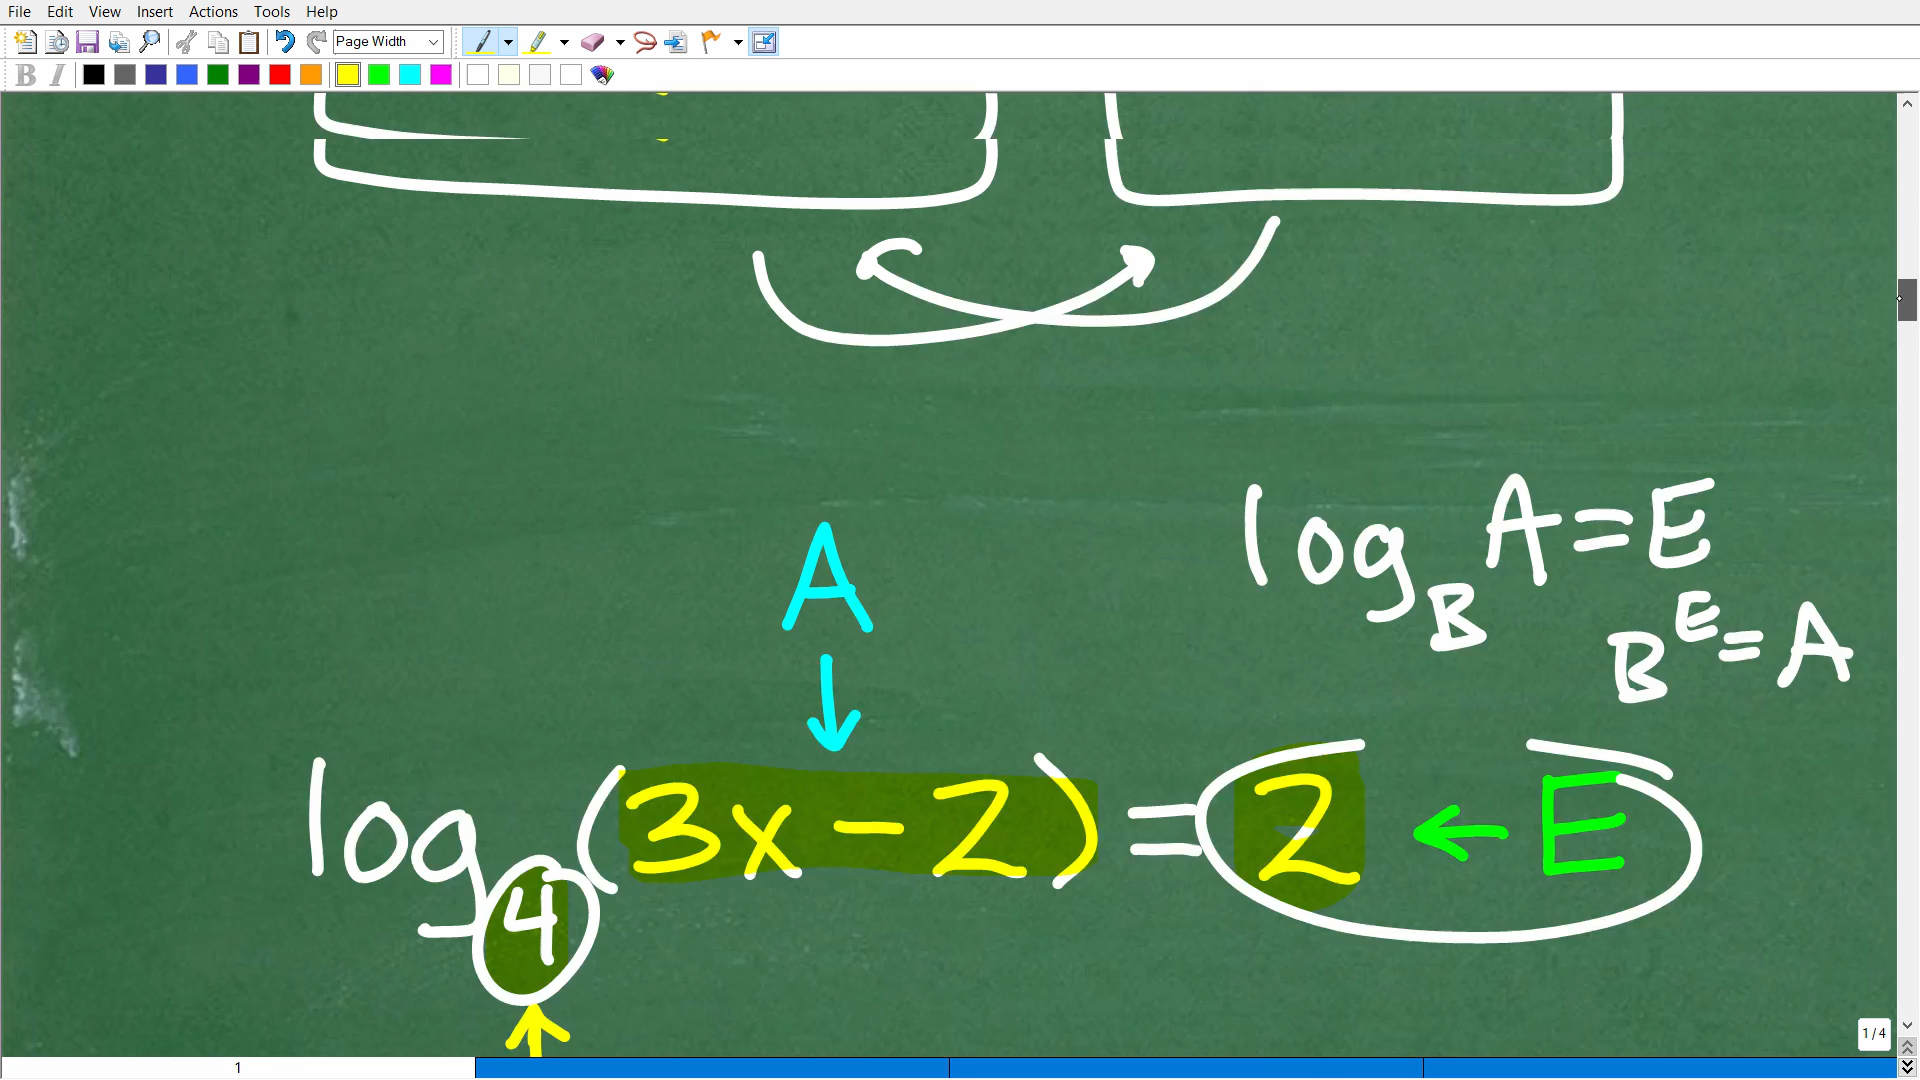 File Edit View Insert Actions Tools Help
Page Width
B I
log_B A = E
B^E = A
A
log_4 (3x - 2) = 2 ← E
1 / 4
1